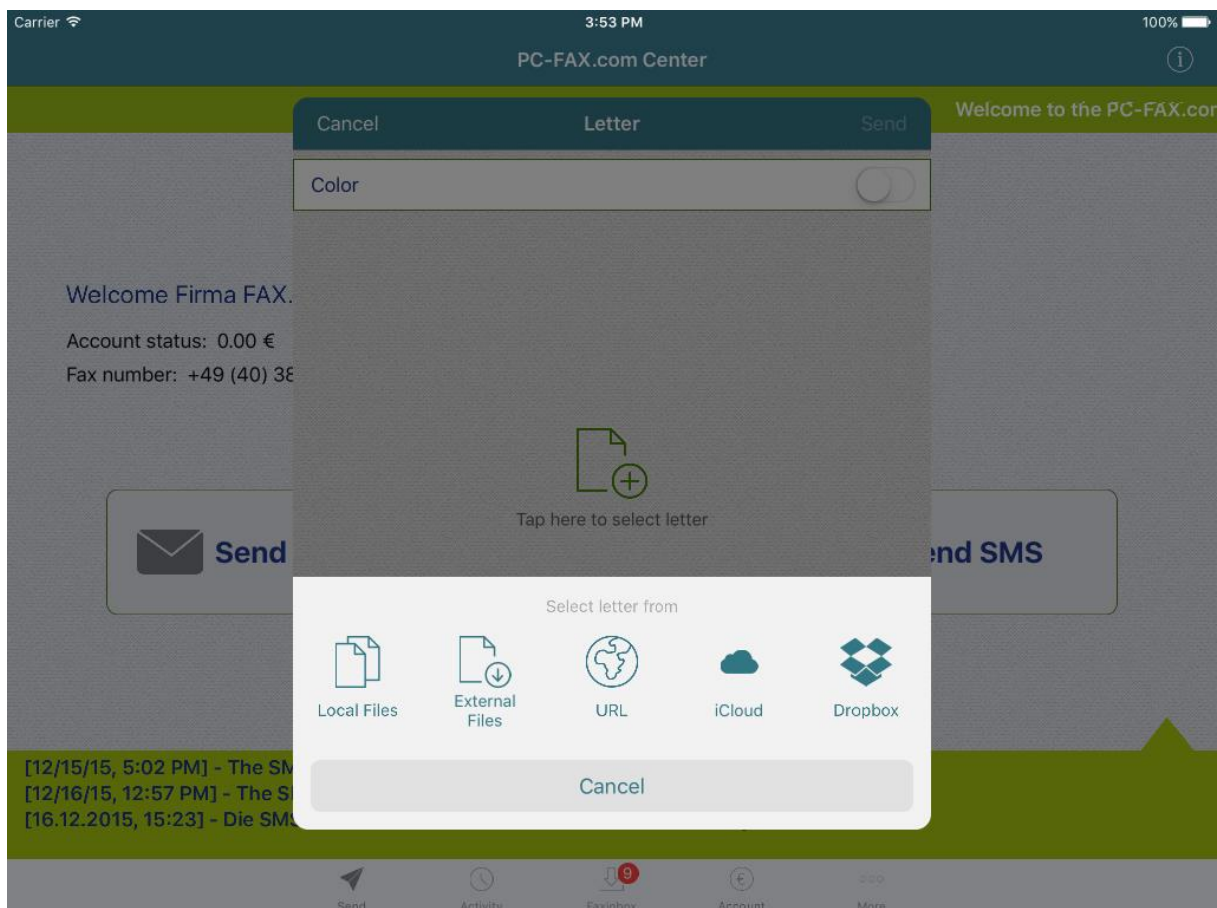 Carrier
3:53 PM
100%
PC-FAX.com Center
Welcome to the PC-FAX.com
Cancel
Letter
Send
Color
Welcome Firma FAX.
Account status: 0.00 €
Fax number: +49 (40) 38
Tap here to select letter
Send
end SMS
Select letter from
Local Files
External
Files
URL
iCloud
Dropbox
Cancel
[12/15/15, 5:02 PM] - The SM
[12/16/15, 12:57 PM] - The S
[16.12.2015, 15:23] - Die SMS
9
Send
Activity
Faxinbox
Account
More